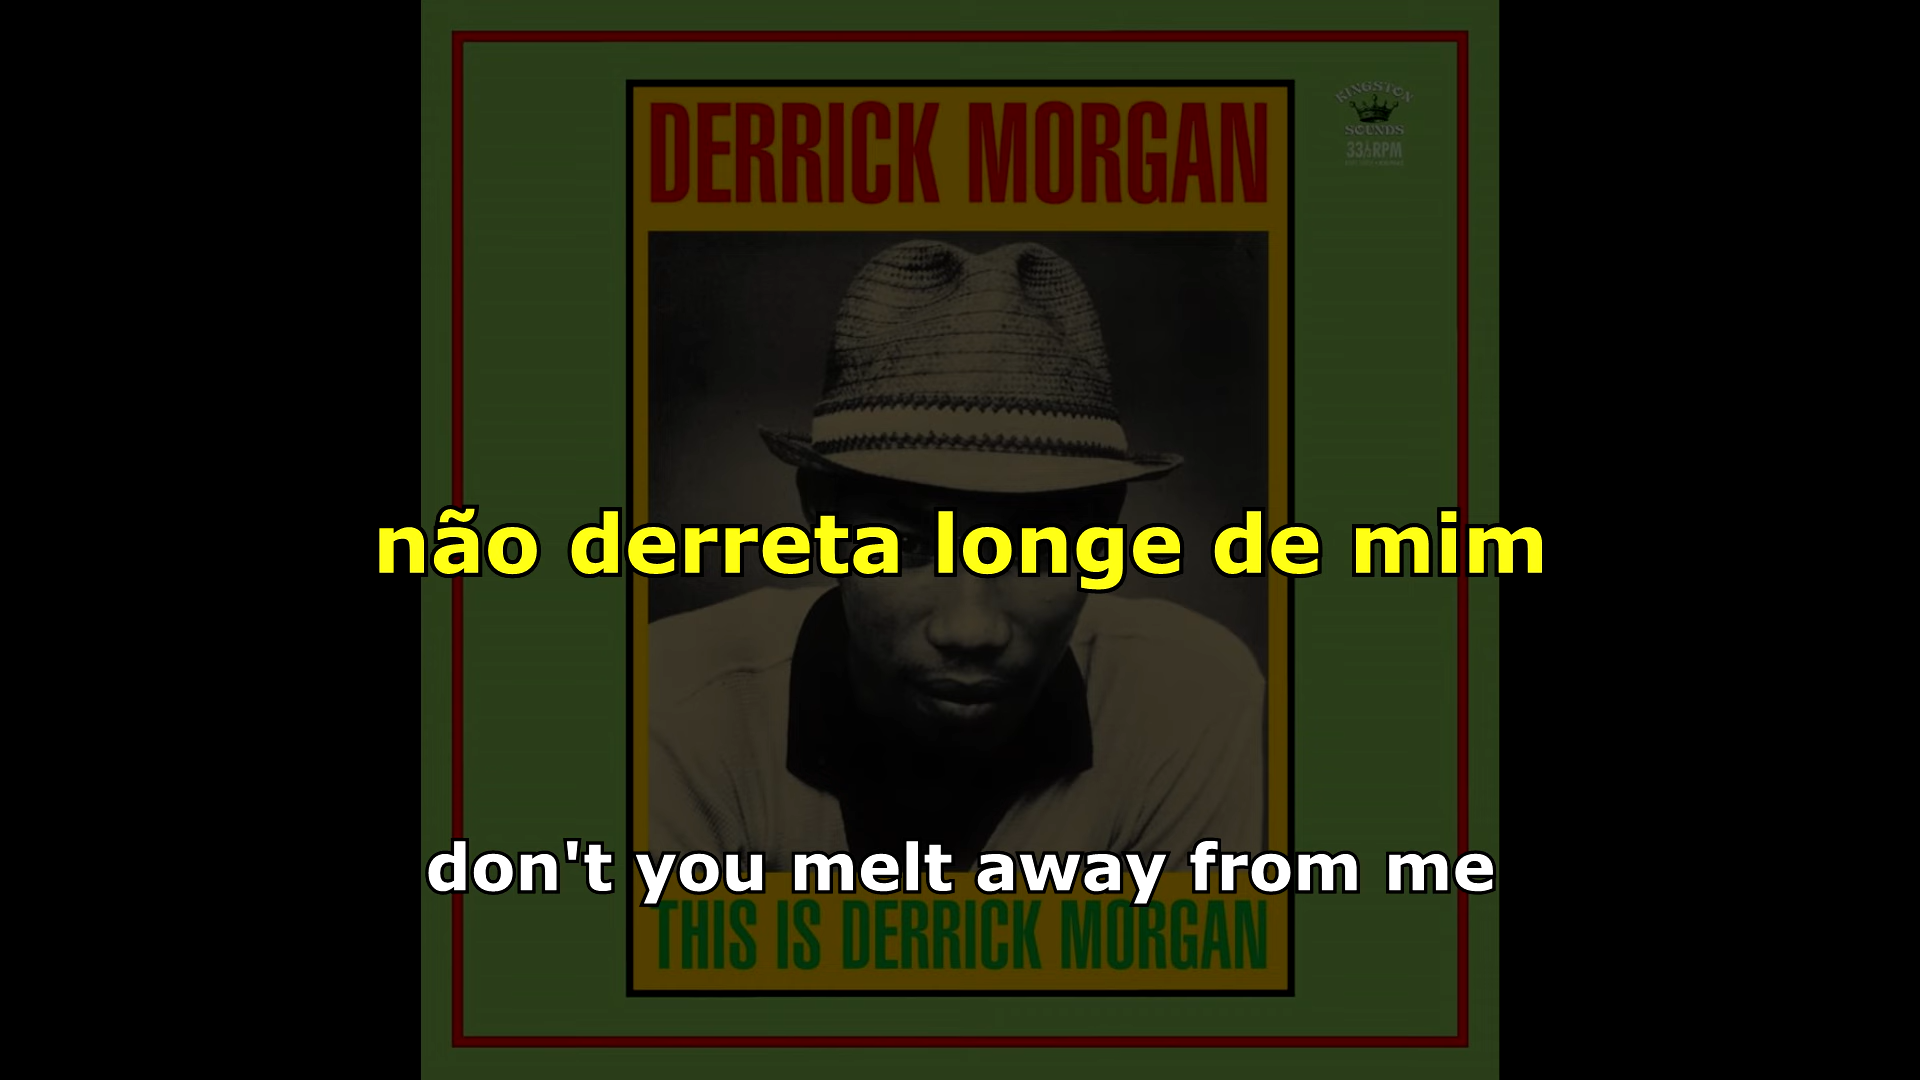 DERRICK MORGAN
KINGSTON
SOUNDS
33⅓RPM
não derreta longe de mim
don't you melt away from me
THIS IS DERRICK MORGAN